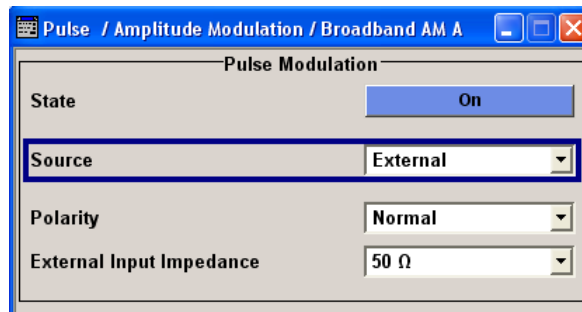 Pulse / Amplitude Modulation / Broadband AM A
Pulse Modulation
State On
Source External
Polarity Normal
External Input Impedance 50 Ω